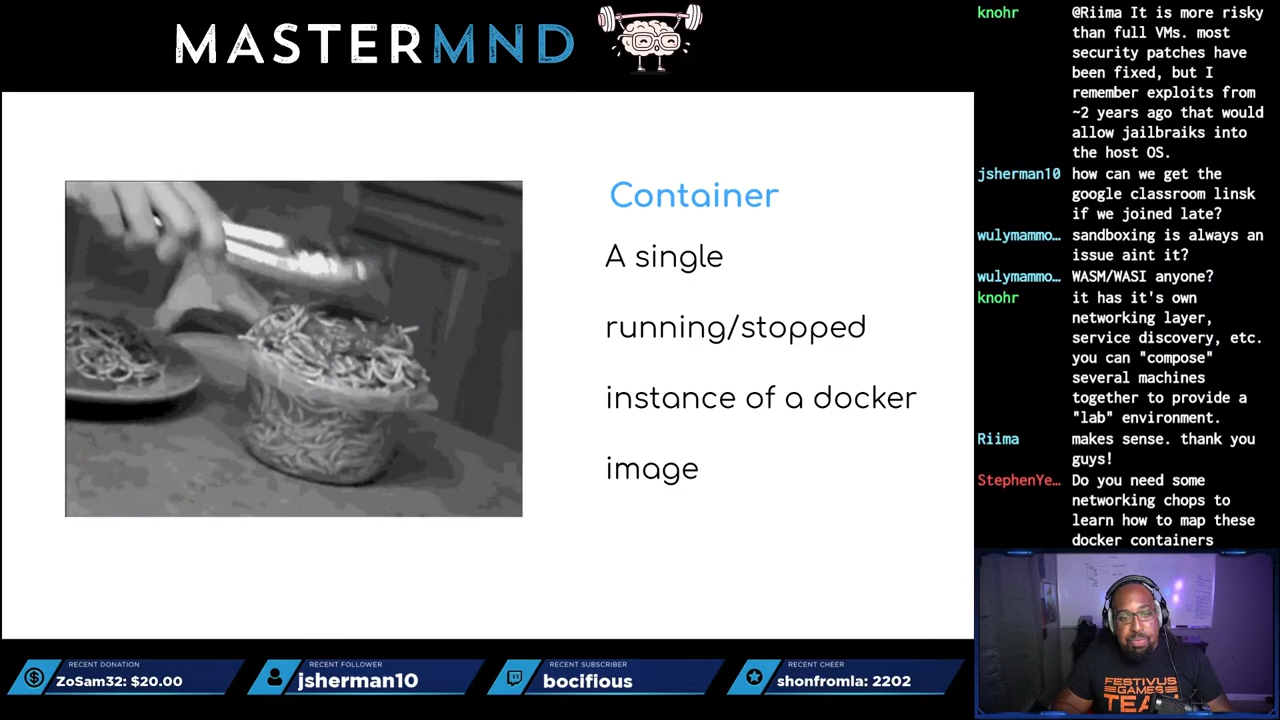 MASTERMND
Container
A single
running/stopped
instance of a docker
image
knohr @Riima It is more risky
than full VMs. most
security patches have
been fixed, but I
remember exploits from
~2 years ago that would
allow jailbraiks into
the host OS.
jsherman10 how can we get the
google classroom linsk
if we joined late?
wulymammo… sandboxing is always an
issue aint it?
wulymammo… WASM/WASI anyone?
knohr it has it's own
networking layer,
service discovery, etc.
you can "compose"
several machines
together to provide a
"lab" environment.
Riima makes sense. thank you
guys!
StephenYe… Do you need some
networking chops to
learn how to map these
docker containers
FESTIVUS
GAMES
RECENT DONATION
ZoSam32: $20.00
RECENT FOLLOWER
jsherman10
RECENT SUBSCRIBER
bocifious
RECENT CHEER
shonfromla: 2202